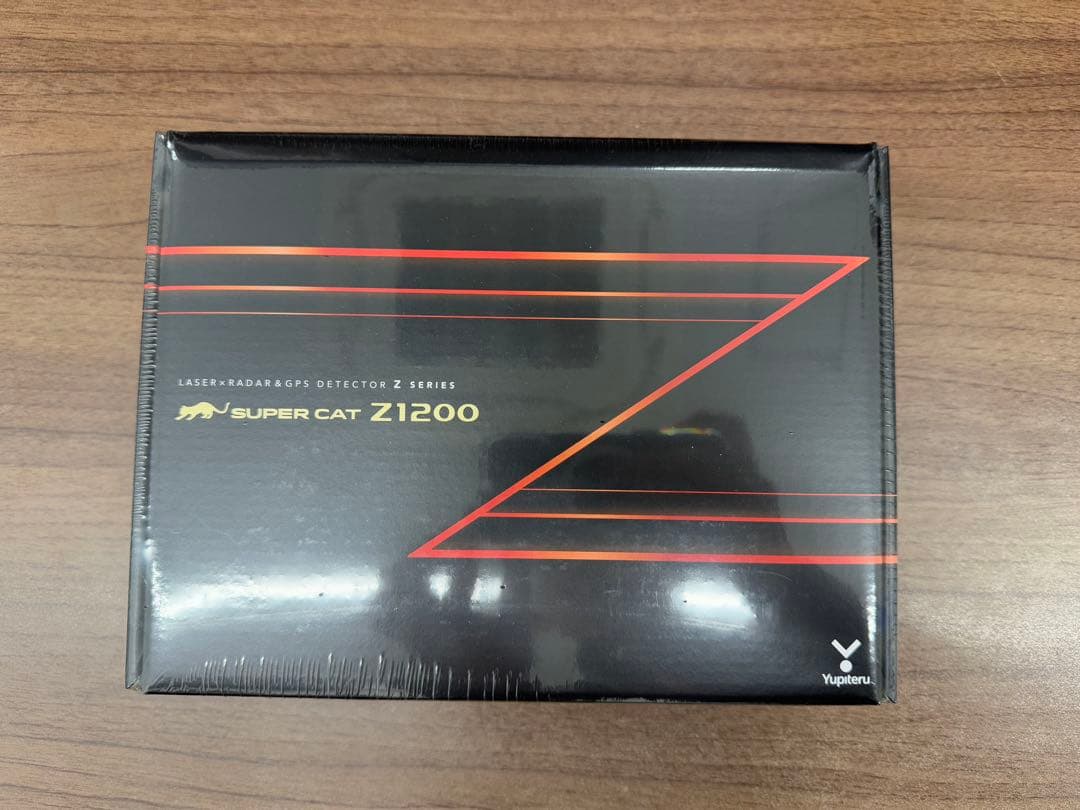 LASER×RADAR & GPS DETECTOR Z SERIES
SUPER CAT Z1200
Yupiteru